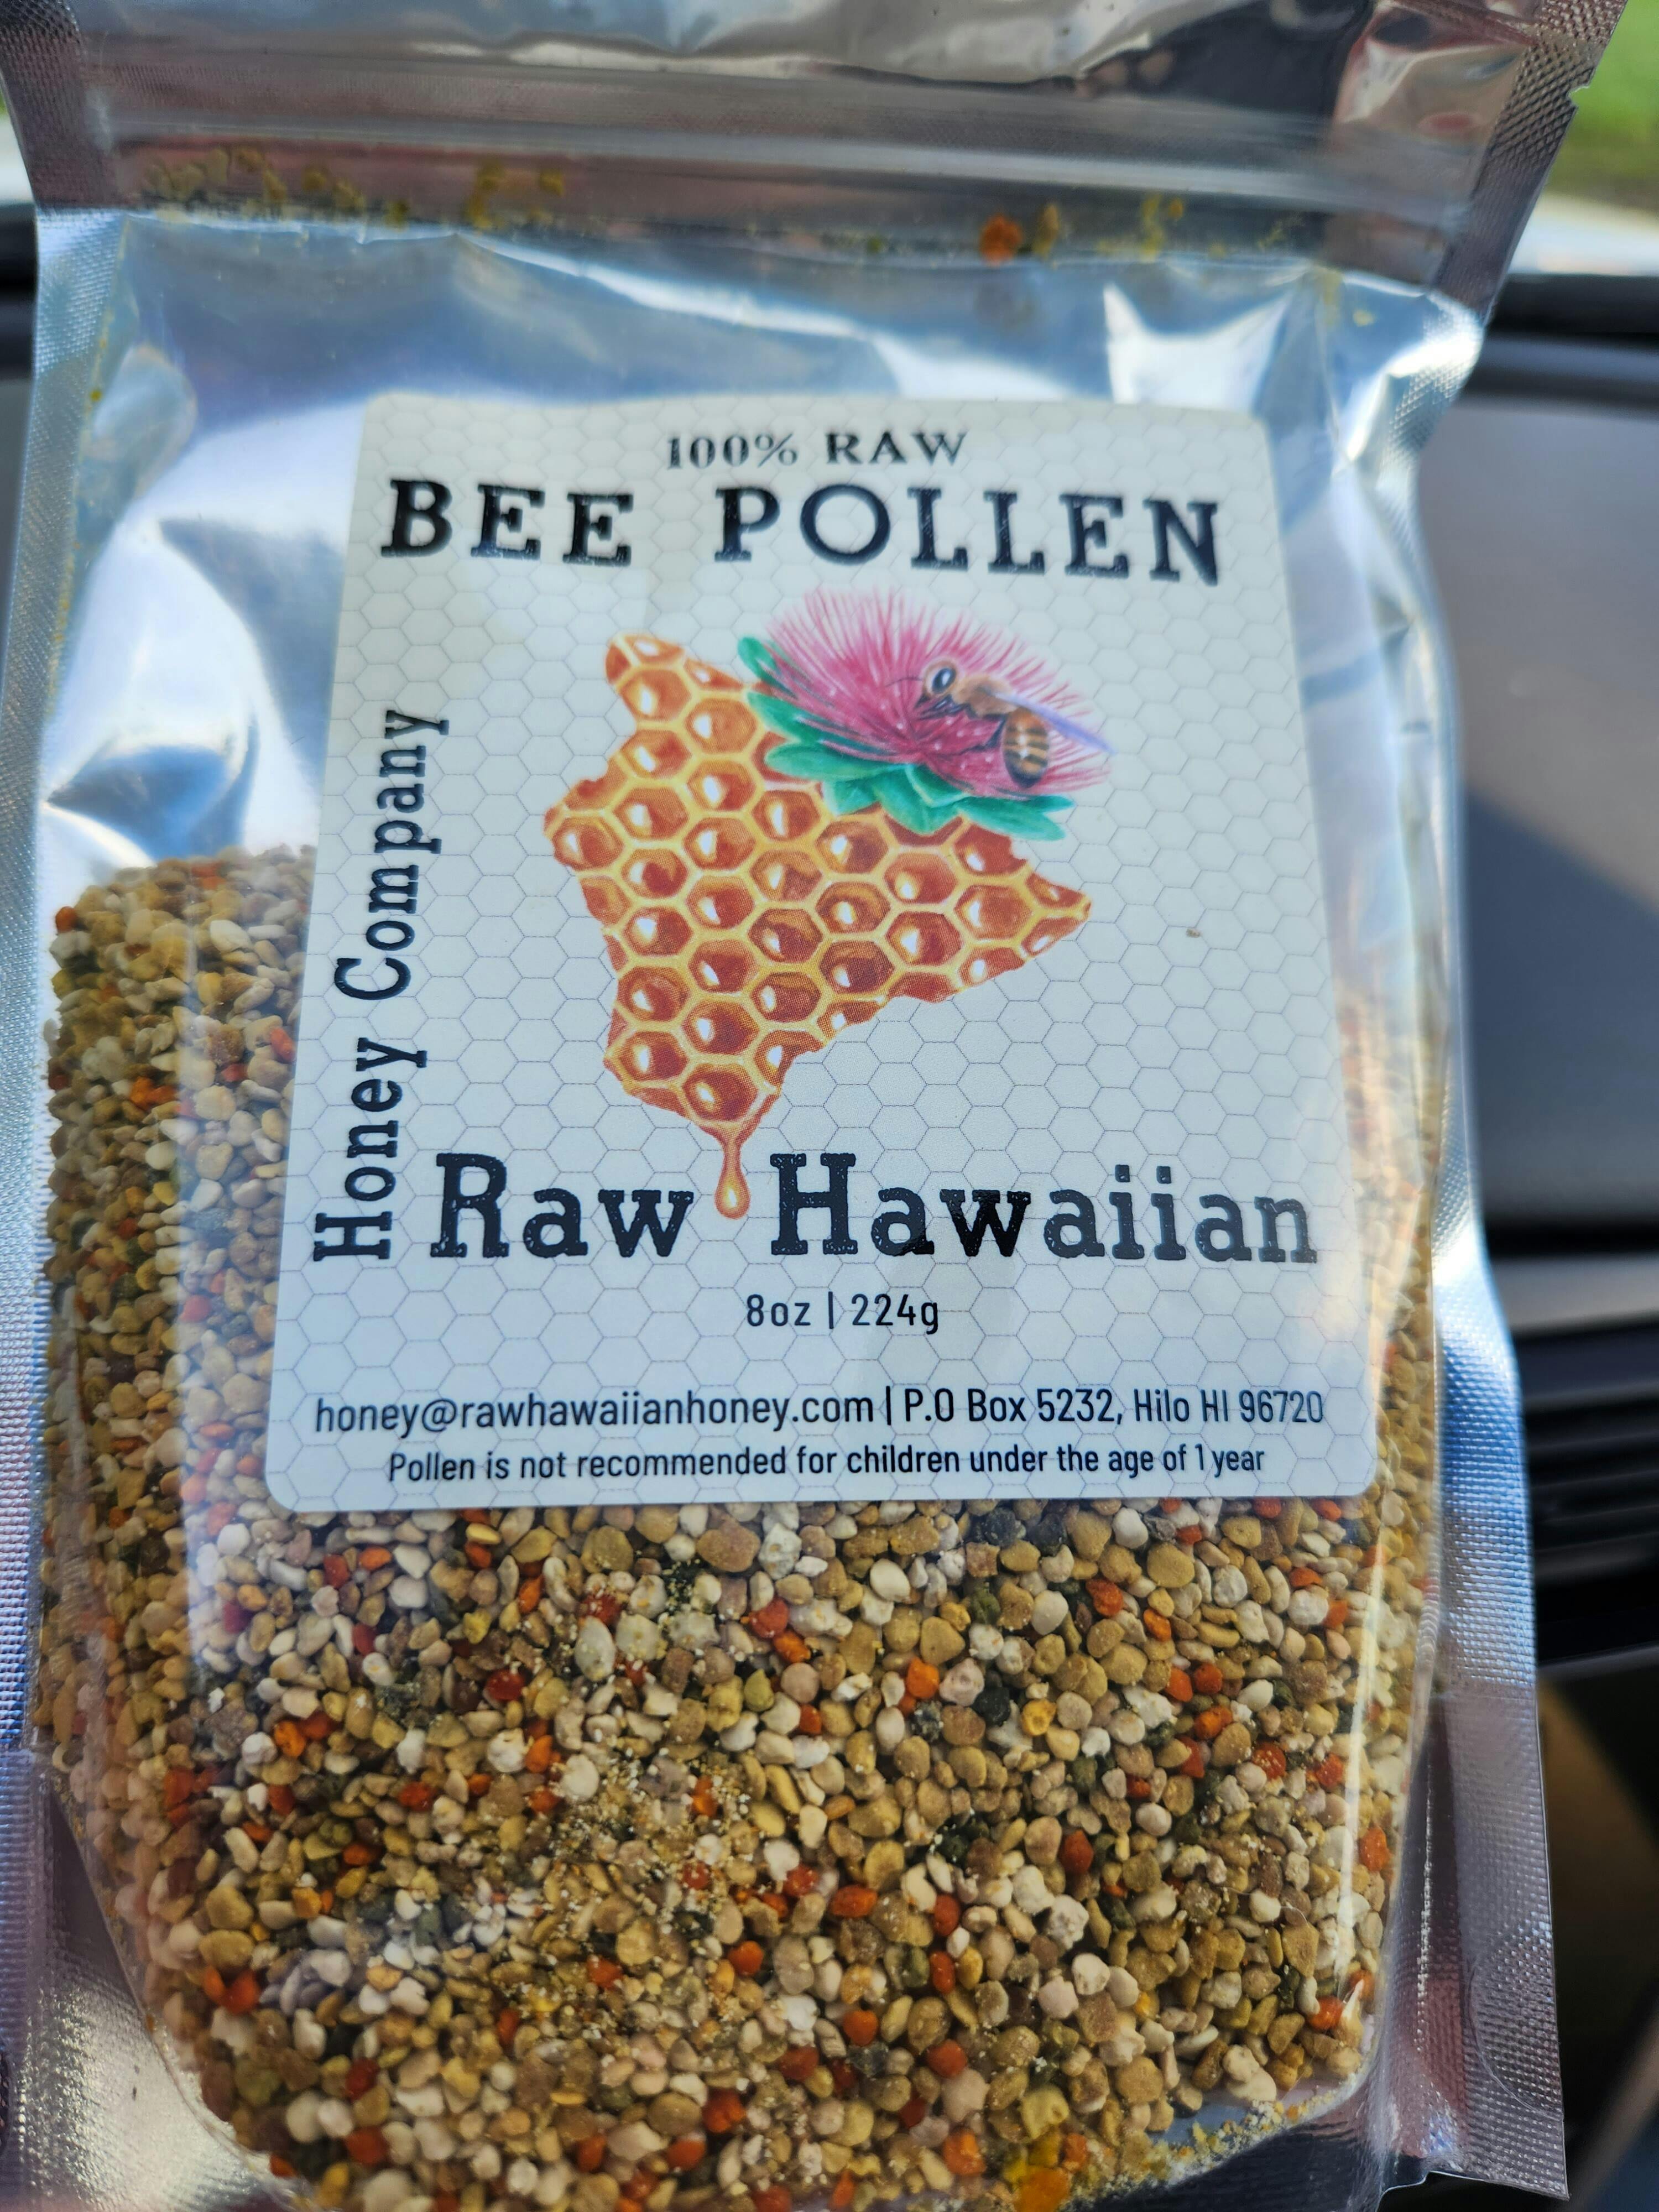 100% RAW
BEE POLLEN
Honey Company
Raw Hawaiian
8oz | 224g
honey@rawhawaiianhoney.com | P.O Box 5232, Hilo HI 96720
Pollen is not recommended for children under the age of 1 year